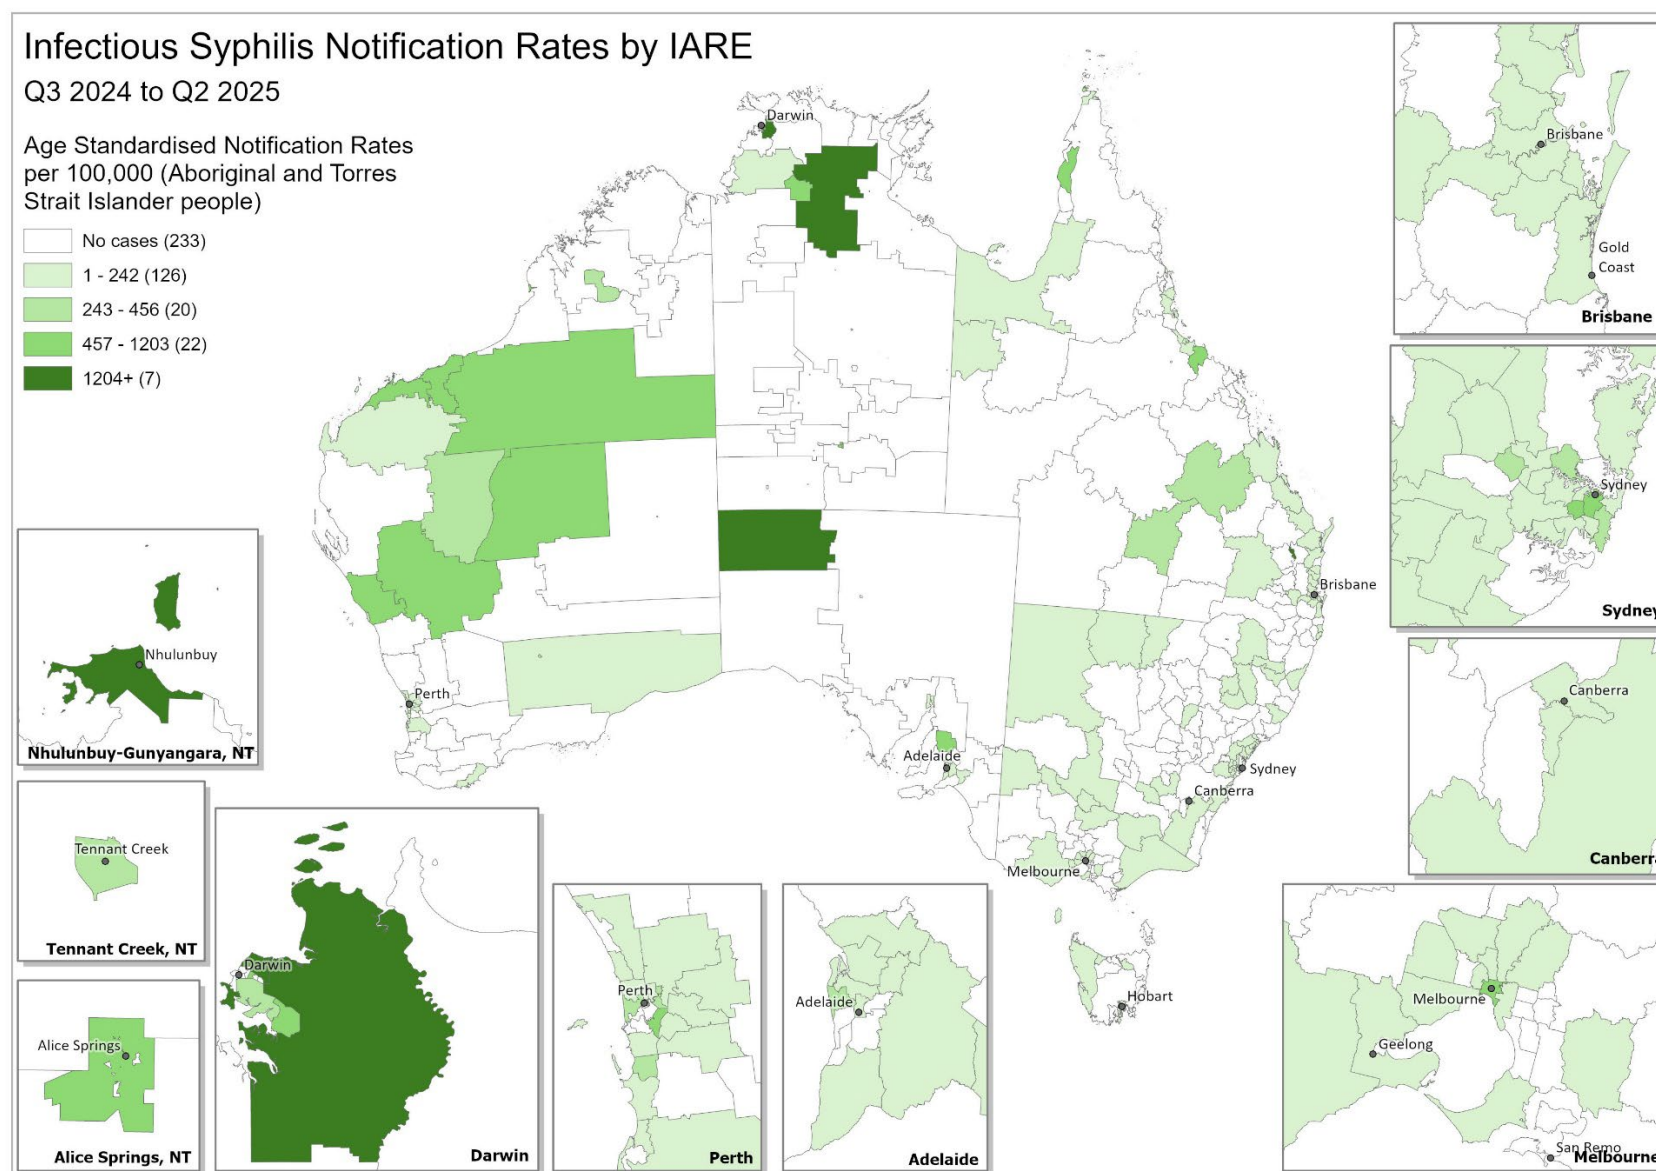 Infectious Syphilis Notification Rates by IARE
Q3 2024 to Q2 2025
Age Standardised Notification Rates
per 100,000 (Aboriginal and Torres
Strait Islander people)
No cases (233)
1 - 242 (126)
243 - 456 (20)
457 - 1203 (22)
1204+ (7)
Darwin
Brisbane
Perth
Adelaide
Sydney
Canberra
Melbourne
Hobart
Brisbane
Gold
Coast
Brisbane
Sydney
Sydney
Canberra
Canberra
Nhulunbuy
Nhulunbuy-Gunyangara, NT
Tennant Creek
Tennant Creek, NT
Alice Springs
Alice Springs, NT
Darwin
Darwin
Perth
Perth
Adelaide
Adelaide
Melbourne
Geelong
San Remo
Melbourne